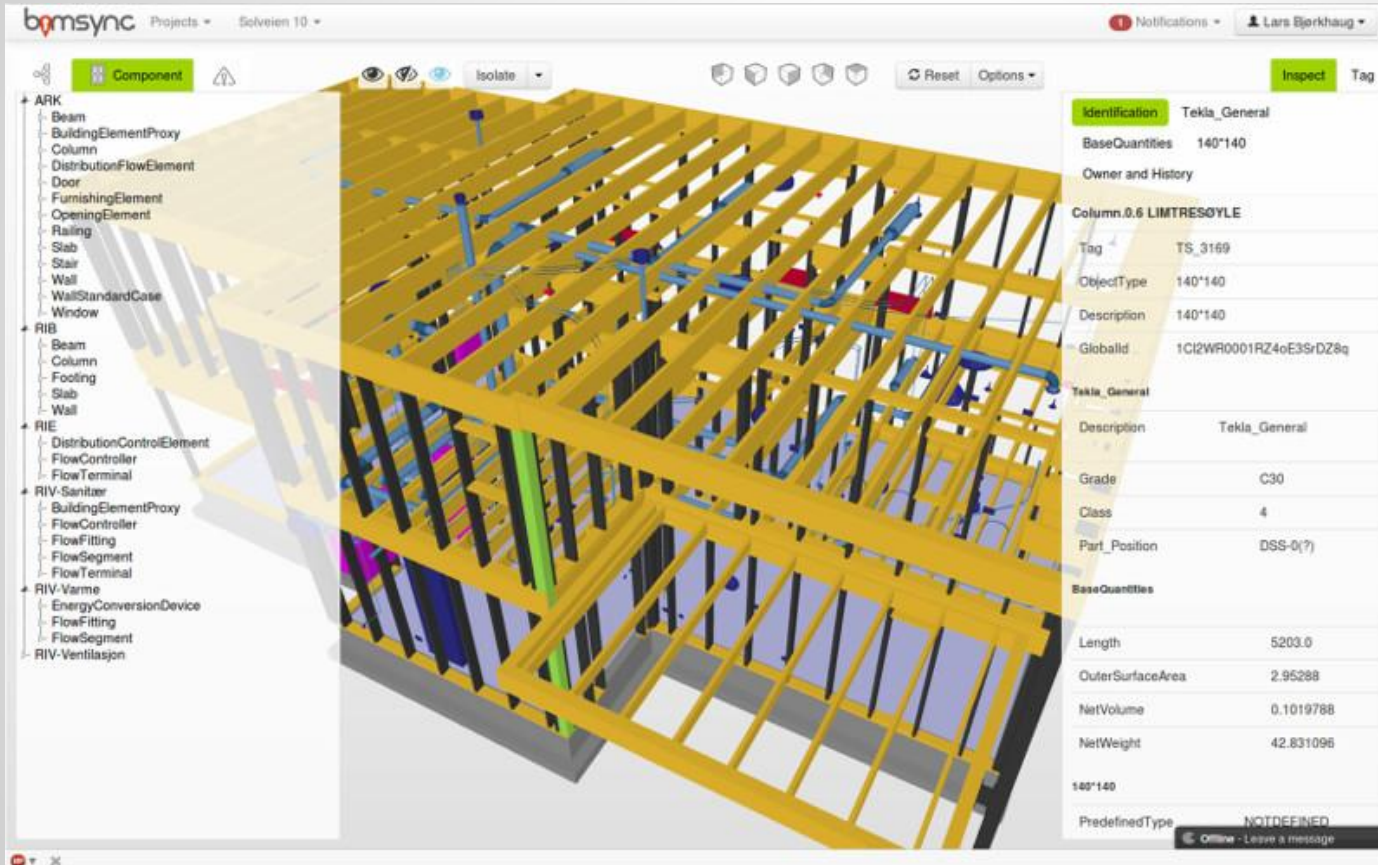 bimsync Projects Solveien 10 1 Notifications Lars Bjørkhaug
Component Isolate Reset Options Inspect Tag
ARK
Beam
BuildingElementProxy
Column
DistributionFlowElement
Door
FurnishingElement
OpeningElement
Railing
Slab
Stair
Wall
WallStandardCase
Window
RIB
Beam
Column
Footing
Slab
Wall
RIE
DistributionControlElement
FlowController
FlowTerminal
RIV-Sanitær
BuildingElementProxy
FlowController
FlowFitting
FlowSegment
FlowTerminal
RIV-Varme
EnergyConversionDevice
FlowFitting
FlowSegment
RIV-Ventilasjon
Identification Tekla_General
BaseQuantities 140*140
Owner and History
Column.0.6 LIMTRESØYLE
Tag TS_3169
ObjectType 140*140
Description 140*140
GlobalId 1CI2WR0001RZ4oE3SrDZ8q
Tekla_General
Description Tekla_General
Grade C30
Class 4
Part_Position DSS-0(?)
BaseQuantities
Length 5203.0
OuterSurfaceArea 2.95288
NetVolume 0.1019788
NetWeight 42.831096
140*140
PredefinedType NOTDEFINED
Offline - Leave a message